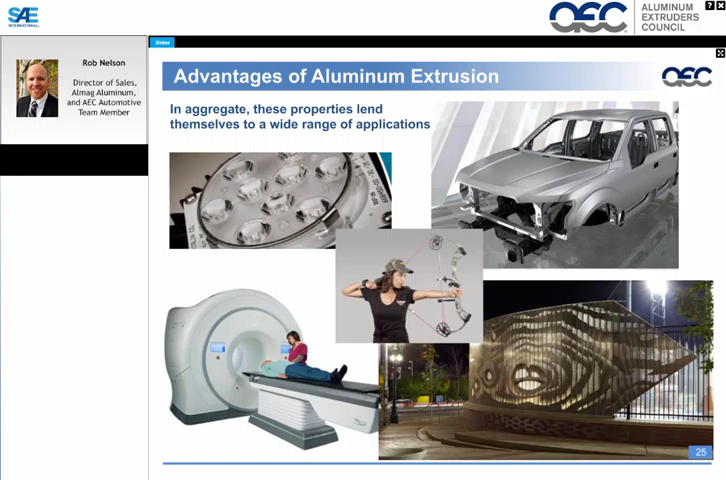 SAE
INTERNATIONAL
AEC
ALUMINUM
EXTRUDERS
COUNCIL
Rob Nelson
Director of Sales,
Almag Aluminum,
and AEC Automotive
Team Member
Slides
Advantages of Aluminum Extrusion
AEC
In aggregate, these properties lend
themselves to a wide range of applications
25